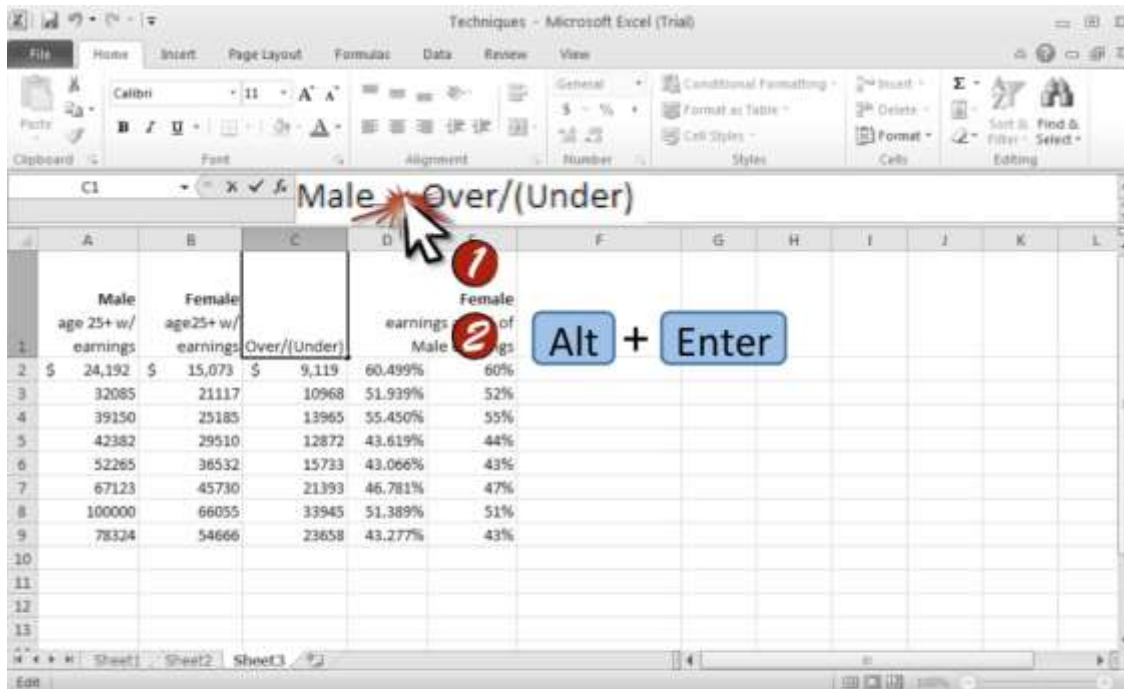 Techniques - Microsoft Excel (Trial)
File Home Insert Page Layout Formulas Data Review View
Calibri 11 A A General Conditional Formatting Insert Σ
Paste B I U A $ % Format as Table Delete Sort & Find &
Cell Styles Format Filter Select
Clipboard Font Alignment Number Styles Cells Editing
C1 fx Male Over/(Under)
A B C D E F G H I J K L
Male Female Female
age 25+ w/ age25+ w/ earnings of
1 earnings earnings Over/(Under) Male
1
2
Alt + Enter
2 $ 24,192 $ 15,073 $ 9,119 60.499% 60%
3 32085 21117 10968 51.939% 52%
4 39150 25185 13965 55.450% 55%
5 42382 29510 12872 43.619% 44%
6 52265 36532 15733 43.066% 43%
7 67123 45730 21393 46.781% 47%
8 100000 66055 33945 51.389% 51%
9 78324 54666 23658 43.277% 43%
10
11
12
13
Sheet1 Sheet2 Sheet3
Edit 100%